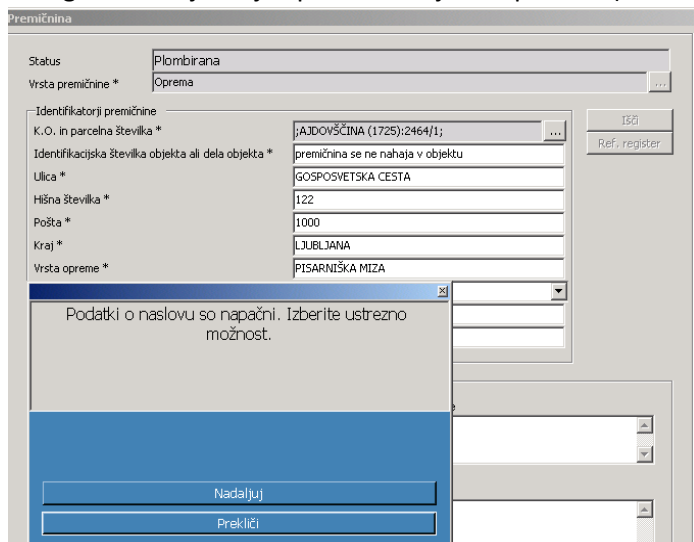 Premičnina
Status Plombirana
Vrsta premičnine * Oprema ...
Identifikatorji premičnine
K.O. in parcelna številka * ;AJDOVŠČINA (1725):2464/1; ... Išči
Identifikacijska številka objekta ali dela objekta * premičnina se ne nahaja v objektu Ref. register
Ulica * GOSPOSVETSKA CESTA
Hišna številka * 122
Pošta * 1000
Kraj * LJUBLJANA
Vrsta opreme * PISARNIŠKA MIZA
Podatki o naslovu so napačni. Izberite ustrezno
možnost.
Nadaljuj
Prekliči